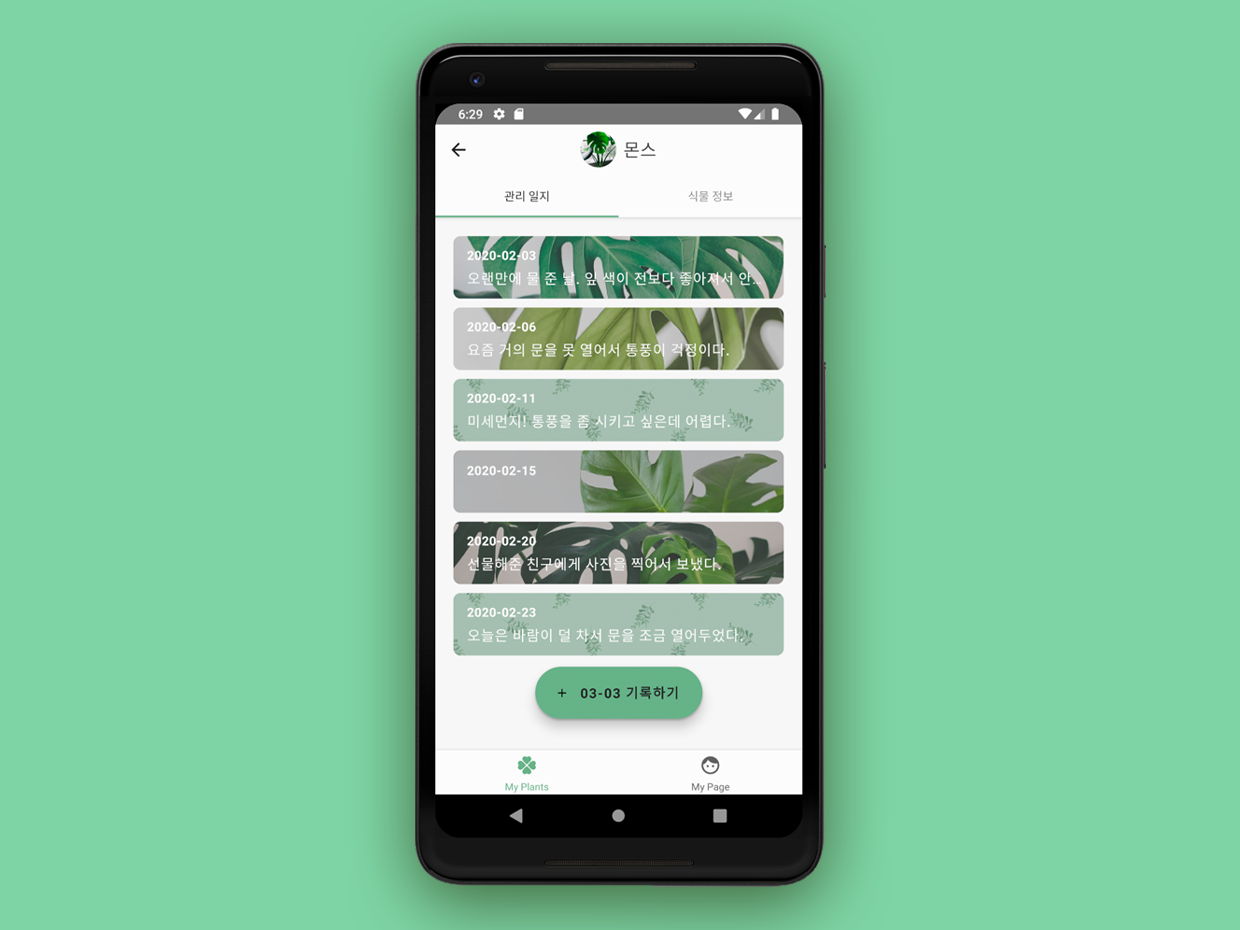 6:29
몬스
관리 일지
식물 정보
2020-02-03
오랜만에 물 준 날. 잎 색이 전보다 좋아져서 안...
2020-02-06
요즘 거의 문을 못 열어서 통풍이 걱정이다.
2020-02-11
미세먼지! 통풍을 좀 시키고 싶은데 어렵다.
2020-02-15
2020-02-20
선물해준 친구에게 사진을 찍어서 보냈다.
2020-02-23
오늘은 바람이 덜 차서 문을 조금 열어두었다.
+ 03-03 기록하기
My Plants
My Page